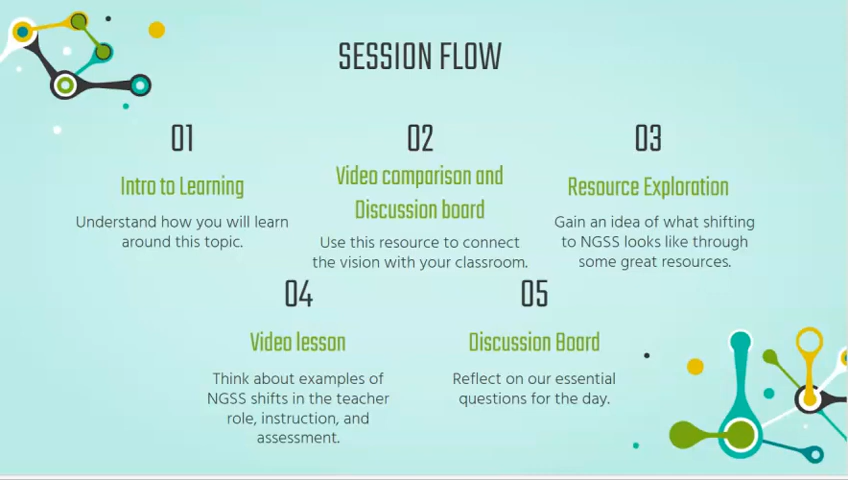 SESSION FLOW
01
Intro to Learning
Understand how you will learn
around this topic.
02
Video comparison and
Discussion board
Use this resource to connect
the vision with your classroom.
03
Resource Exploration
Gain an idea of what shifting
to NGSS looks like through
some great resources.
04
Video lesson
Think about examples of
NGSS shifts in the teacher
role, instruction, and
assessment.
05
Discussion Board
Reflect on our essential
questions for the day.